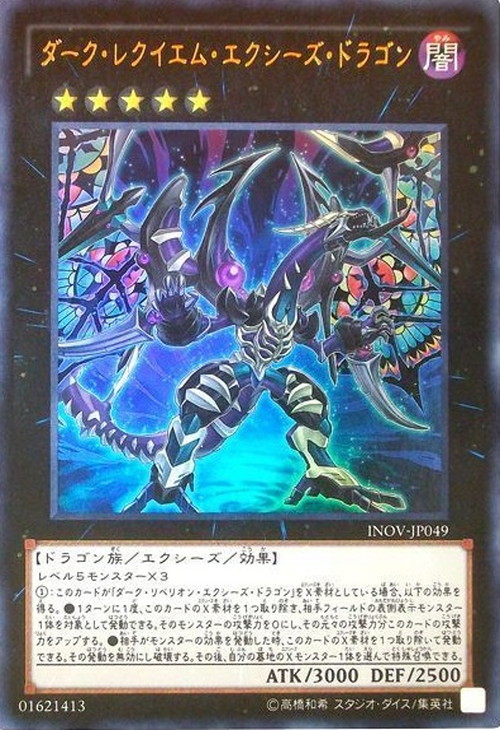 ダーク・レクイエム・エクシーズ・ドラゴン 闇
INOV-JP049
【ドラゴン族／エクシーズ／効果】
レベル5モンスター×3
①：このカードが「ダーク・リベリオン・エクシーズ・ドラゴン」をX素材としている場合、以下の効果を
得る。●1ターンに1度、このカードのX素材を1つ取り除き、相手フィールドの表側表示モンスター
1体を対象として発動できる。そのモンスターの攻撃力を0にし、その元々の攻撃力分このカードの攻撃
力をアップする。●相手がモンスターの効果を発動した時、このカードのX素材を1つ取り除いて発動
できる。その発動を無効にし破壊する。その後、自分の墓地のXモンスター1体を選んで特殊召喚できる。
ATK/3000 DEF/2500
01621413 ©高橋和希 スタジオ・ダイス/集英社